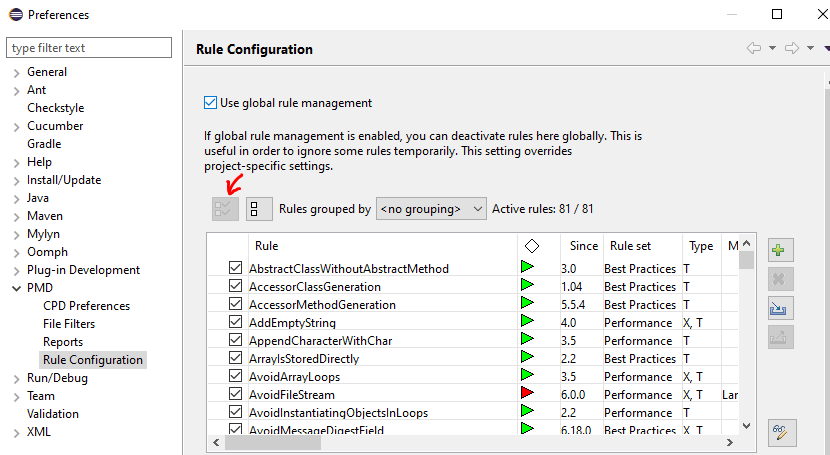 Preferences
type filter text
General
Ant
Checkstyle
Cucumber
Gradle
Help
Install/Update
Java
Maven
Mylyn
Oomph
Plug-in Development
PMD
CPD Preferences
File Filters
Reports
Rule Configuration
Run/Debug
Team
Validation
XML
Rule Configuration
Use global rule management
If global rule management is enabled, you can deactivate rules here globally. This is
useful in order to ignore some rules temporarily. This setting overrides
project-specific settings.
Rules grouped by <no grouping> Active rules: 81 / 81
Rule Since Rule set Type M
AbstractClassWithoutAbstractMethod 3.0 Best Practices T
AccessorClassGeneration 1.04 Best Practices T
AccessorMethodGeneration 5.5.4 Best Practices T
AddEmptyString 4.0 Performance X, T
AppendCharacterWithChar 3.5 Performance T
ArrayIsStoredDirectly 2.2 Best Practices T
AvoidArrayLoops 3.5 Performance X, T
AvoidFileStream 6.0.0 Performance X, T Lar
AvoidInstantiatingObjectsInLoops 2.2 Performance T
AvoidMessageDigestField 6.18.0 Best Practices X, T